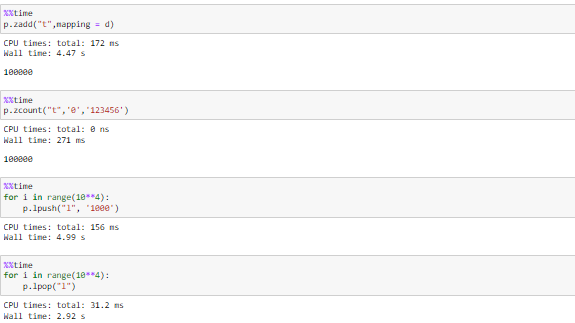 %%time
p.zadd("t",mapping = d)
CPU times: total: 172 ms
Wall time: 4.47 s
100000
%%time
p.zcount("t",'0','123456')
CPU times: total: 0 ns
Wall time: 271 ms
100000
%%time
for i in range(10**4):
    p.lpush("l", '1000')
CPU times: total: 156 ms
Wall time: 4.99 s
%%time
for i in range(10**4):
    p.lpop("l")
CPU times: total: 31.2 ms
Wall time: 2.92 s